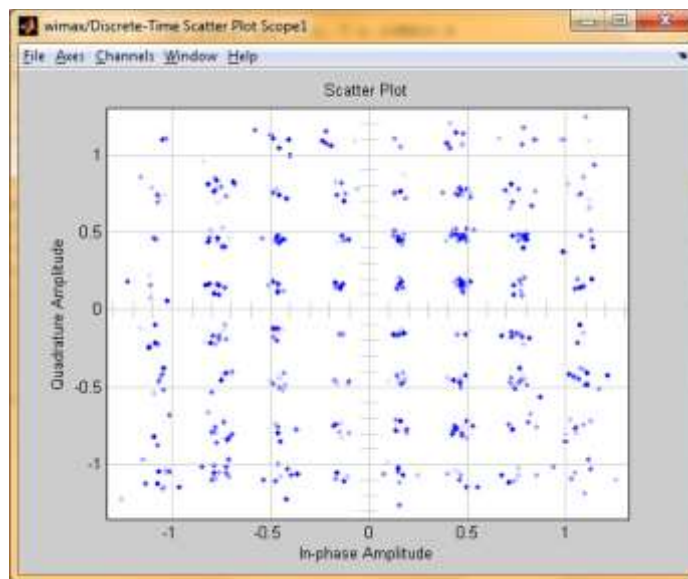 wimax/Discrete-Time Scatter Plot Scope1
File Axes Channels Window Help
Scatter Plot
1
0.5
0
-0.5
-1
Quadrature Amplitude
-1 -0.5 0 0.5 1
In-phase Amplitude